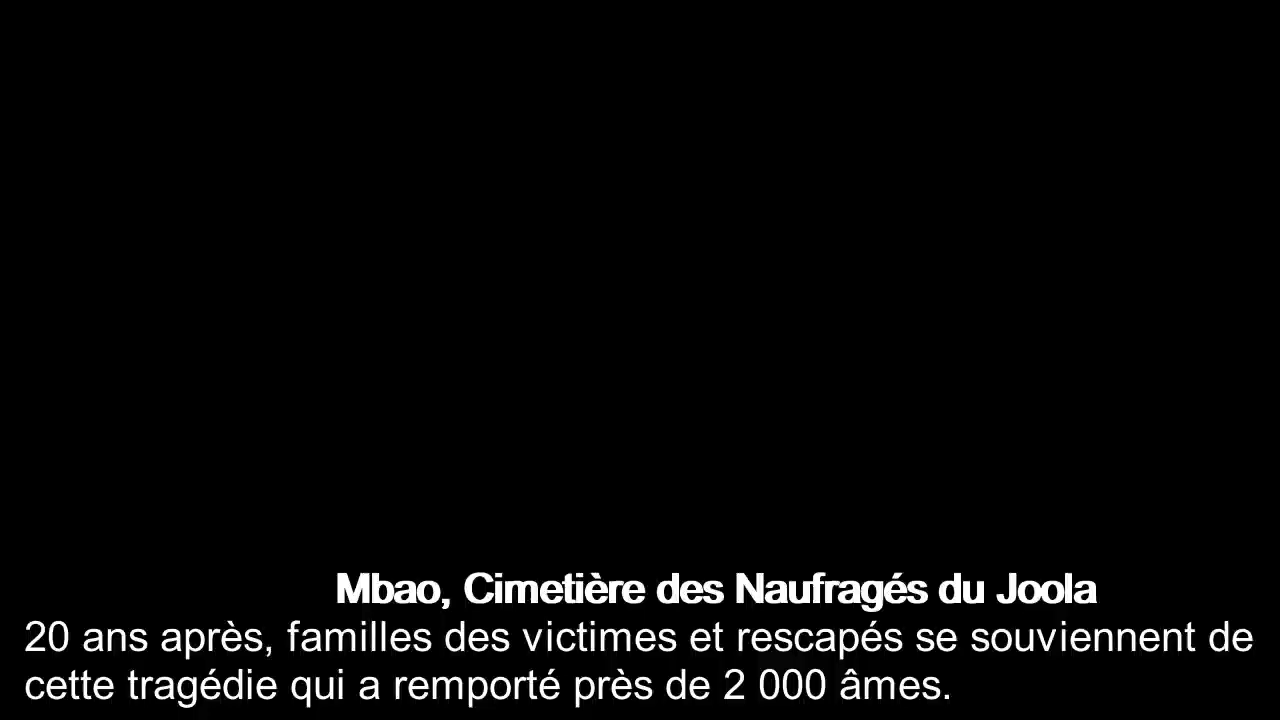 Mbao, Cimetière des Naufragés du Joola
20 ans après, familles des victimes et rescapés se souviennent de
cette tragédie qui a remporté près de 2 000 âmes.